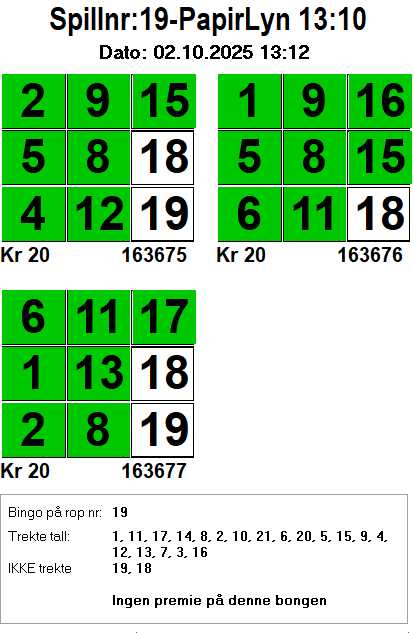 Spillnr:19-PapirLyn 13:10
Dato: 02.10.2025 13:12
2 9 15 1 9 16
5 8 18 5 8 15
4 12 19 6 11 18
Kr 20 163675 Kr 20 163676
6 11 17
1 13 18
2 8 19
Kr 20 163677
Bingo på rop nr: 19
Trekte tall: 1, 11, 17, 14, 8, 2, 10, 21, 6, 20, 5, 15, 9, 4,
12, 13, 7, 3, 16
IKKE trekte 19, 18
Ingen premie på denne bongen